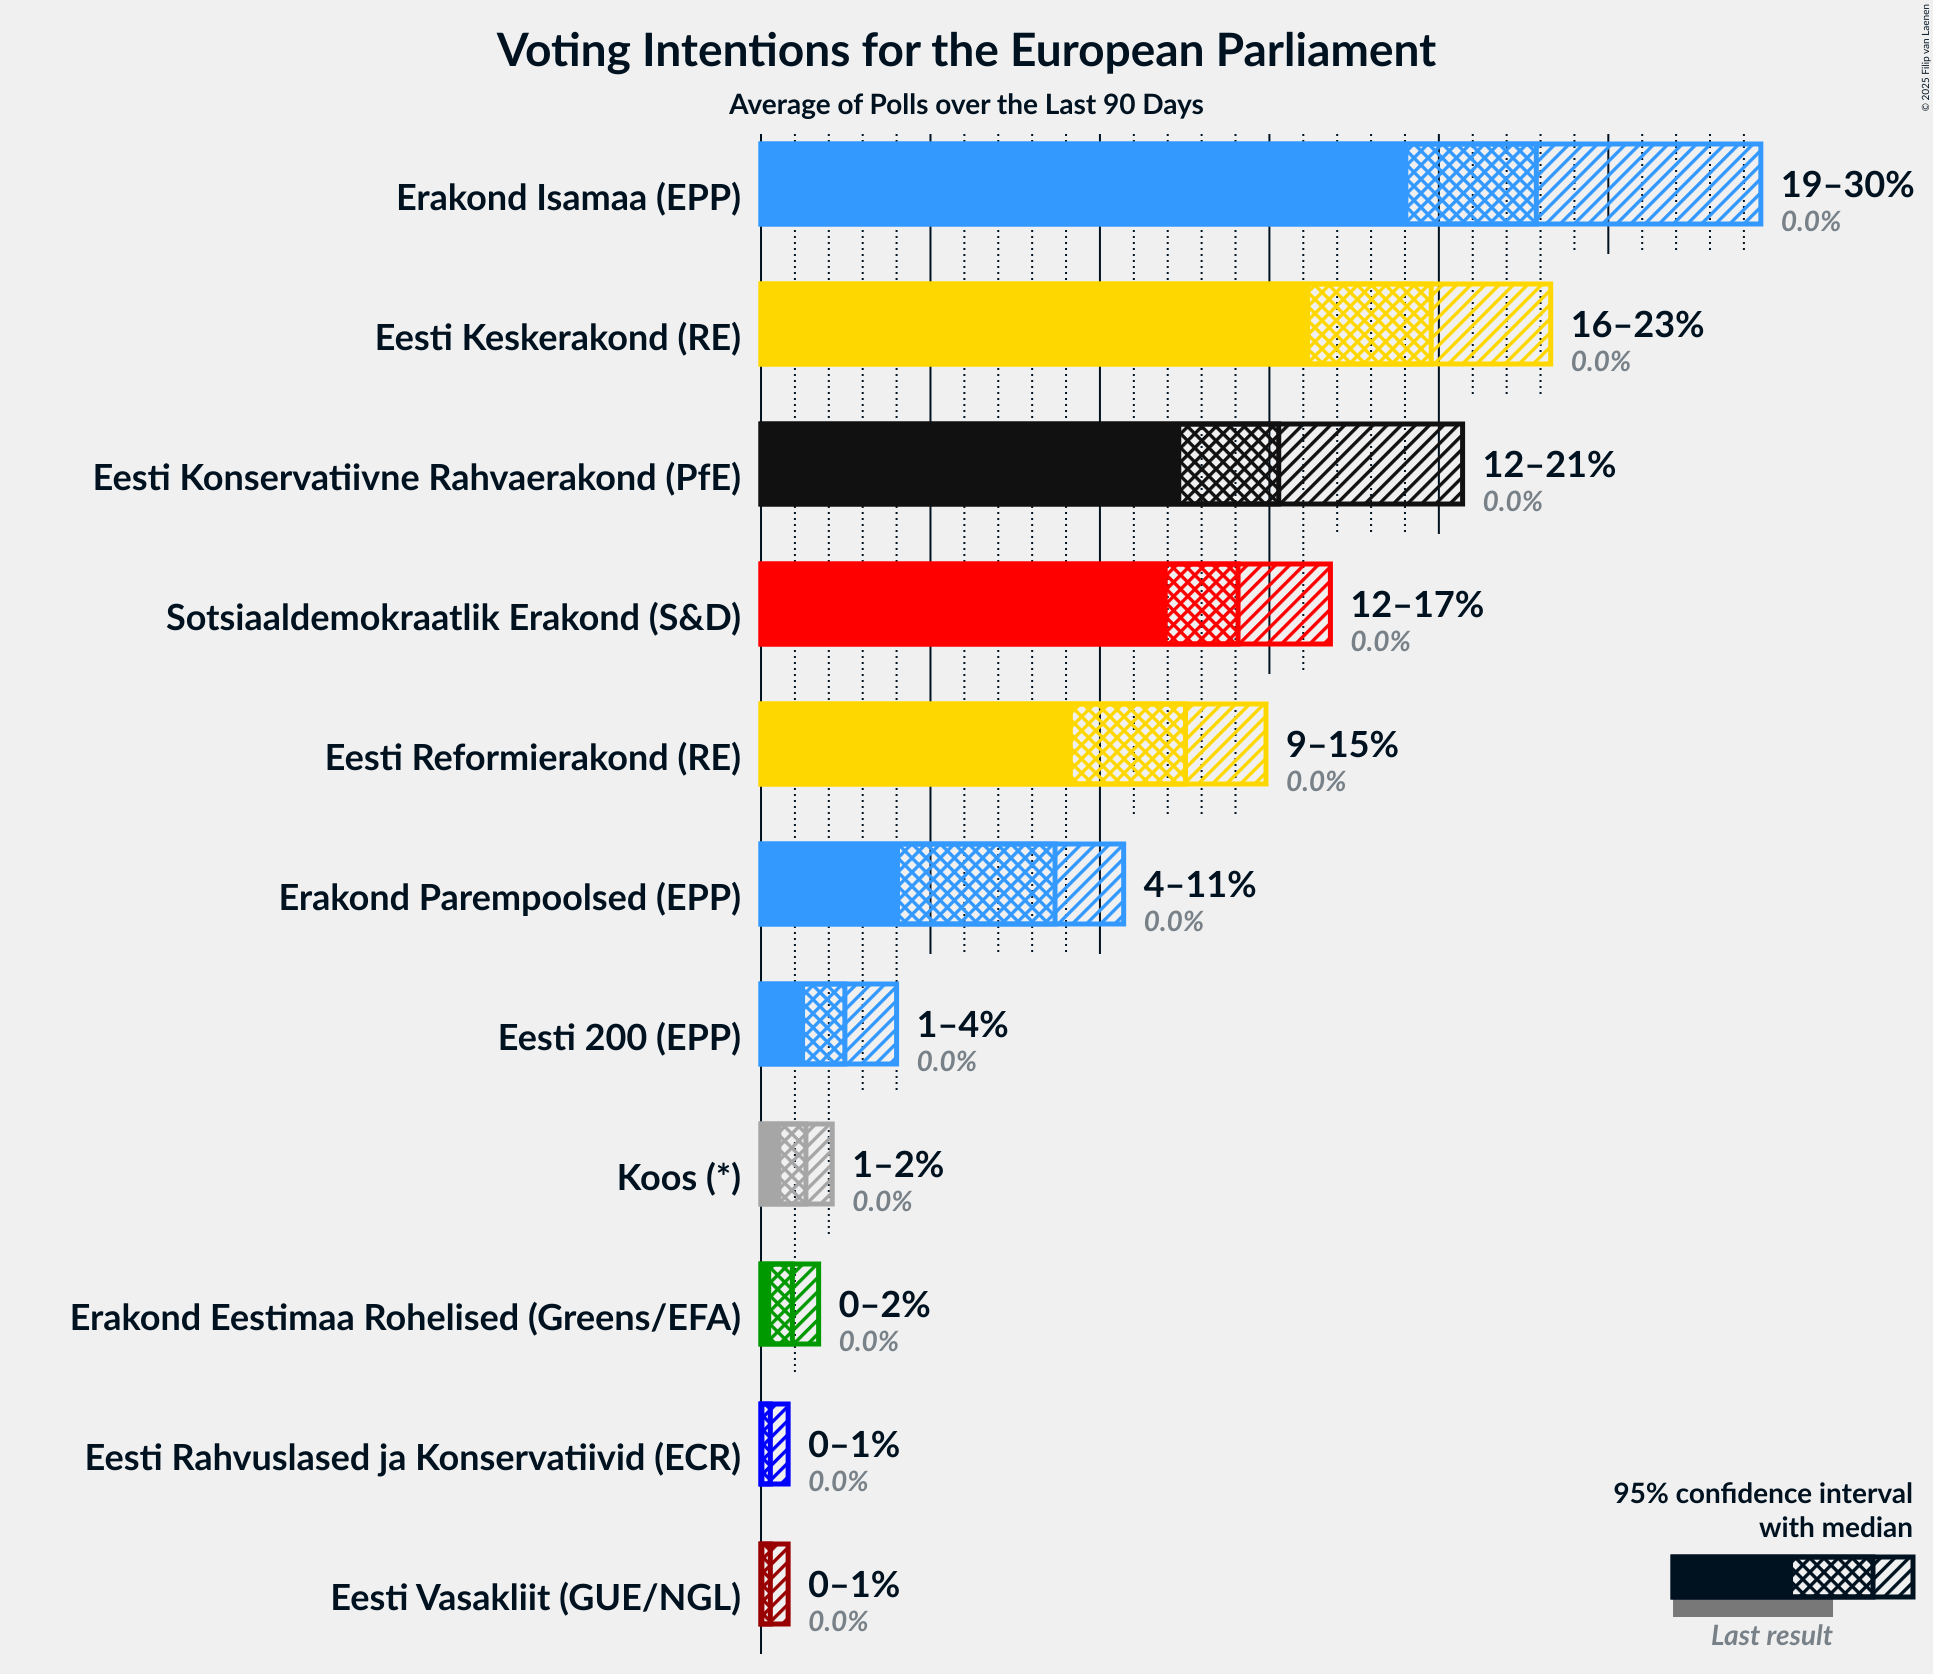 Voting Intentions for the European Parliament
Average of Polls over the Last 90 Days
© 2025 Filip van Laenen
Erakond Isamaa (EPP)
19–30%
0.0%
Eesti Keskerakond (RE)
16–23%
0.0%
Eesti Konservatiivne Rahvaerakond (PfE)
12–21%
0.0%
Sotsiaaldemokraatlik Erakond (S&D)
12–17%
0.0%
Eesti Reformierakond (RE)
9–15%
0.0%
Erakond Parempoolsed (EPP)
4–11%
0.0%
Eesti 200 (EPP)
1–4%
0.0%
Koos (*)
1–2%
0.0%
Erakond Eestimaa Rohelised (Greens/EFA)
0–2%
0.0%
Eesti Rahvuslased ja Konservatiivid (ECR)
0–1%
0.0%
Eesti Vasakliit (GUE/NGL)
0–1%
0.0%
95% confidence interval
with median
Last result